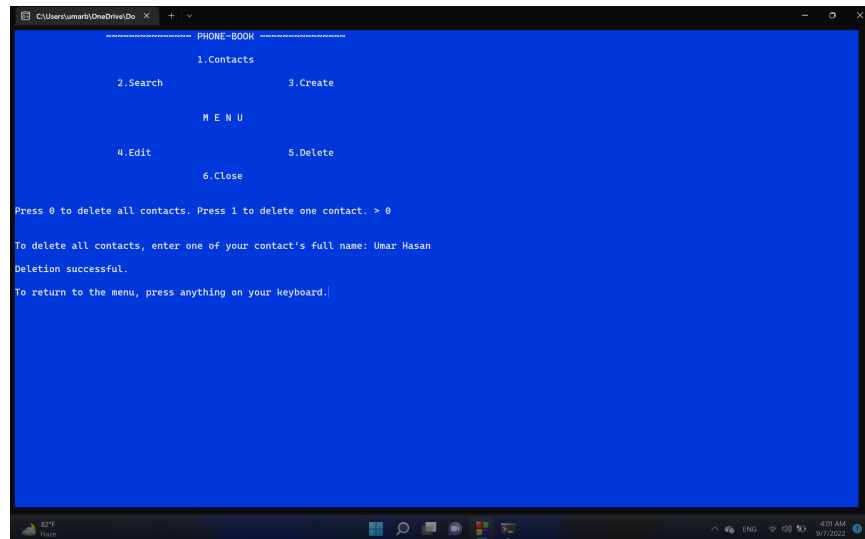 C:\Users\umarb\OneDrive\Do
~~~~~~~~~~~~~~~ PHONE-BOOK ~~~~~~~~~~~~~~~
1.Contacts
2.Search 3.Create
M E N U
4.Edit 5.Delete
6.Close
Press 0 to delete all contacts. Press 1 to delete one contact. > 0
To delete all contacts, enter one of your contact's full name: Umar Hasan
Deletion successful.
To return to the menu, press anything on your keyboard.
82°F
Haze
ENG
4:01 AM
9/7/2022
1